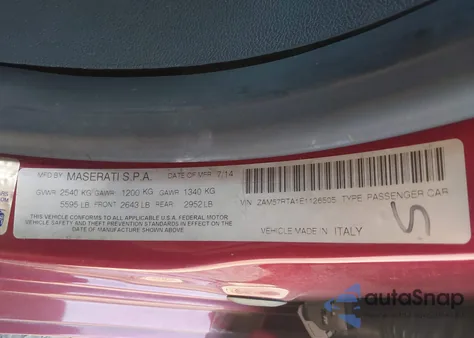 MFD BY: MASERATI S.P.A. DATE OF MFR 7/14
GVWR: 2540 KG GAWR 1200 KG GAWR 1340 KG
5595 LB FRONT 2643 LB REAR 2952 LB
THIS VEHICLE CONFORMS TO ALL APPLICABLE U.S.A. FEDERAL MOTOR
VEHICLE SAFETY AND THEFT PREVENTION STANDARDS IN EFFECT ON THE
DATE OF MANUFACTURE SHOWN ABOVE.
VIN: ZAM57RTA1E1126505 TYPE PASSENGER CAR
VEHICLE MADE IN ITALY
S
autoSnap